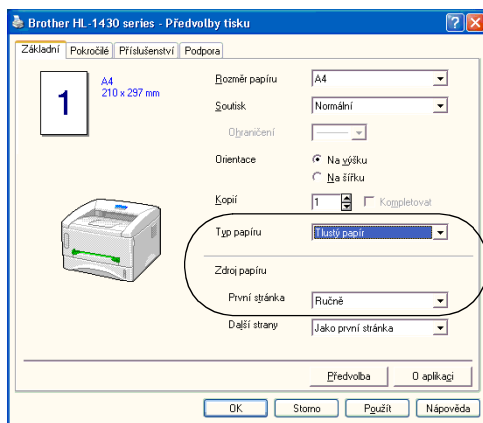 Brother HL-1430 series - Předvolby tisku
Základní Pokročilé Příslušenství Podpora
1
A4
210 x 297 mm
Rozměr papíru A4
Soutisk Normální
Ohraničení
Orientace Na výšku
Na šířku
Kopií 1 Kompletovat
Typ papíru Tlustý papír
Zdroj papíru
První stránka Ručně
Další strany Jako první stránka
Předvolba O aplikaci
OK Storno Použít Nápověda